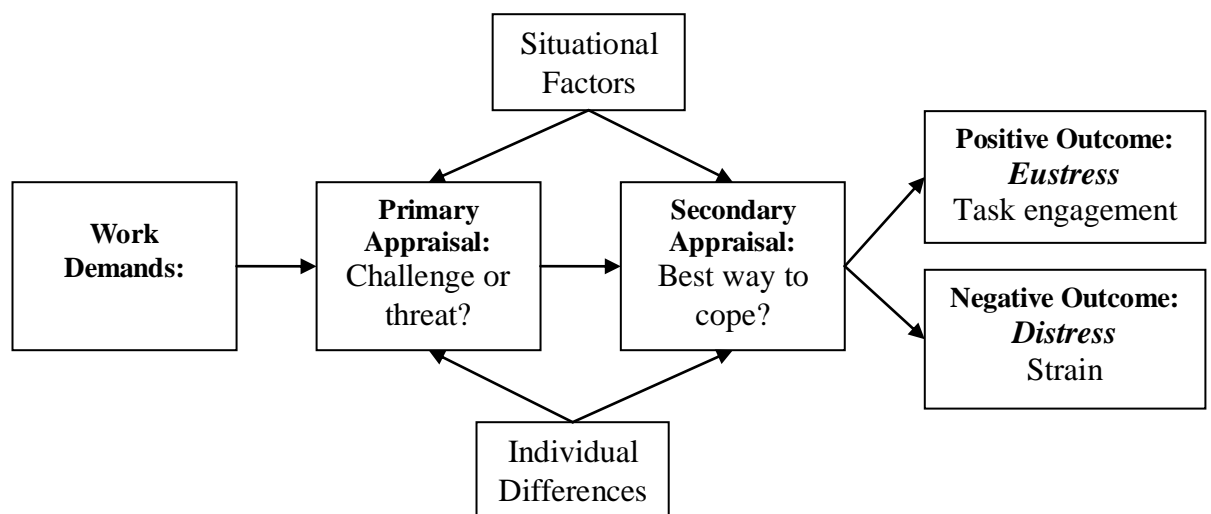 Situational
Factors
Work
Demands:
Primary
Appraisal:
Challenge or
threat?
Secondary
Appraisal:
Best way to
cope?
Positive Outcome:
Eustress
Task engagement
Negative Outcome:
Distress
Strain
Individual
Differences